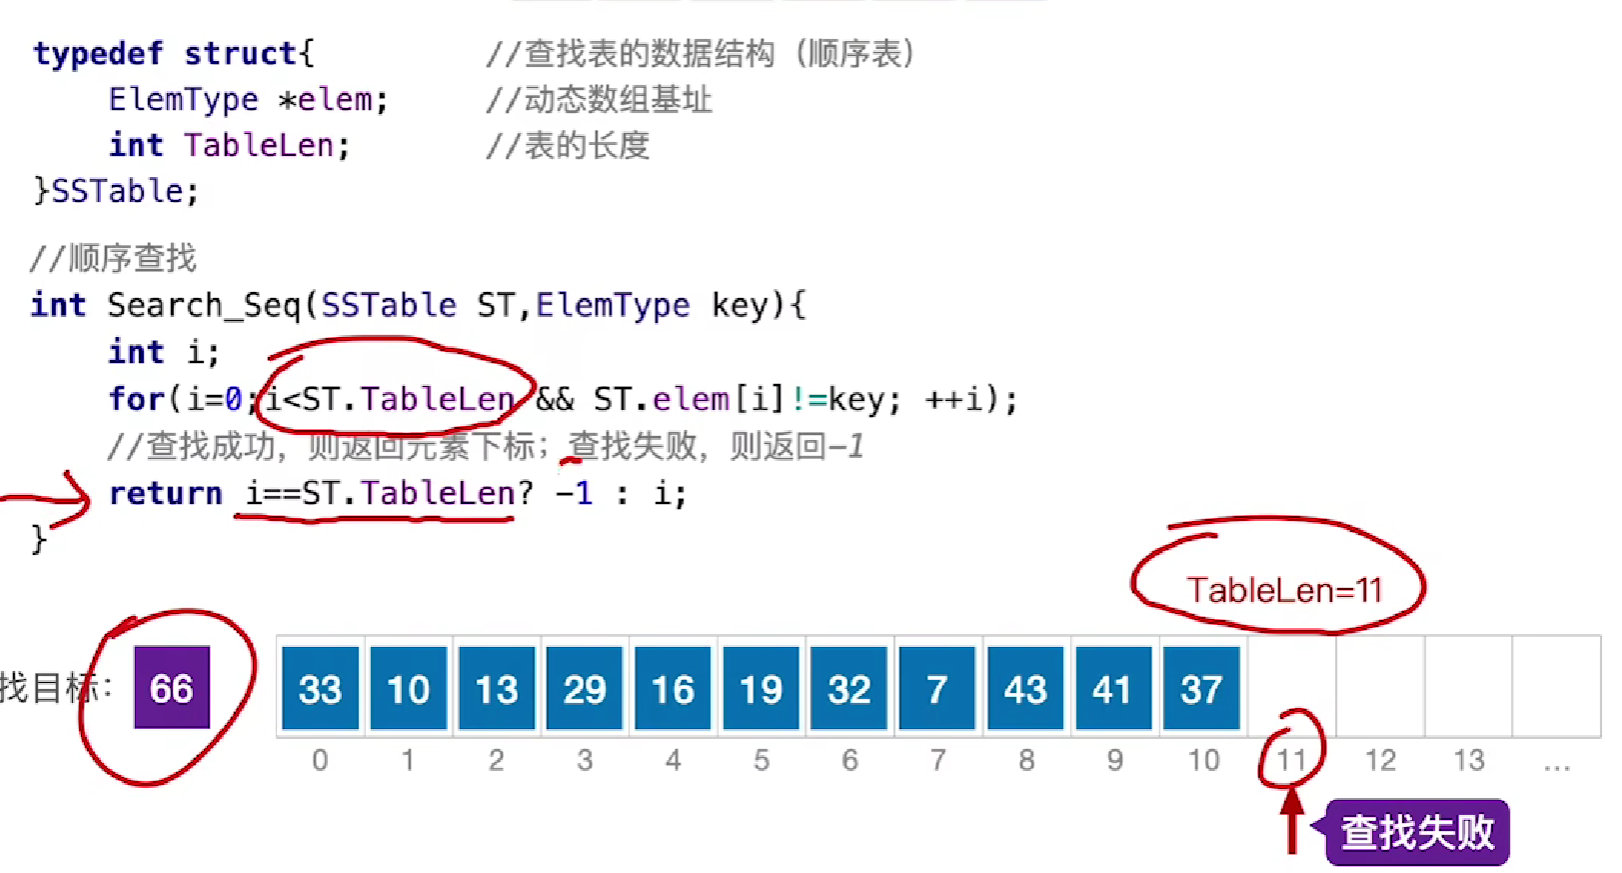 typedef struct{ //查找表的数据结构（顺序表）
ElemType *elem; //动态数组基址
int TableLen; //表的长度
}SSTable;
//顺序查找
int Search_Seq(SSTable ST,ElemType key){
int i;
for(i=0;i<ST.TableLen && ST.elem[i]!=key; ++i);
//查找成功，则返回元素下标；查找失败，则返回-1
return i==ST.TableLen? -1 : i;
}
TableLen=11
找目标： 66 33 10 13 29 16 19 32 7 43 41 37
0 1 2 3 4 5 6 7 8 9 10 11 12 13 ...
查找失败